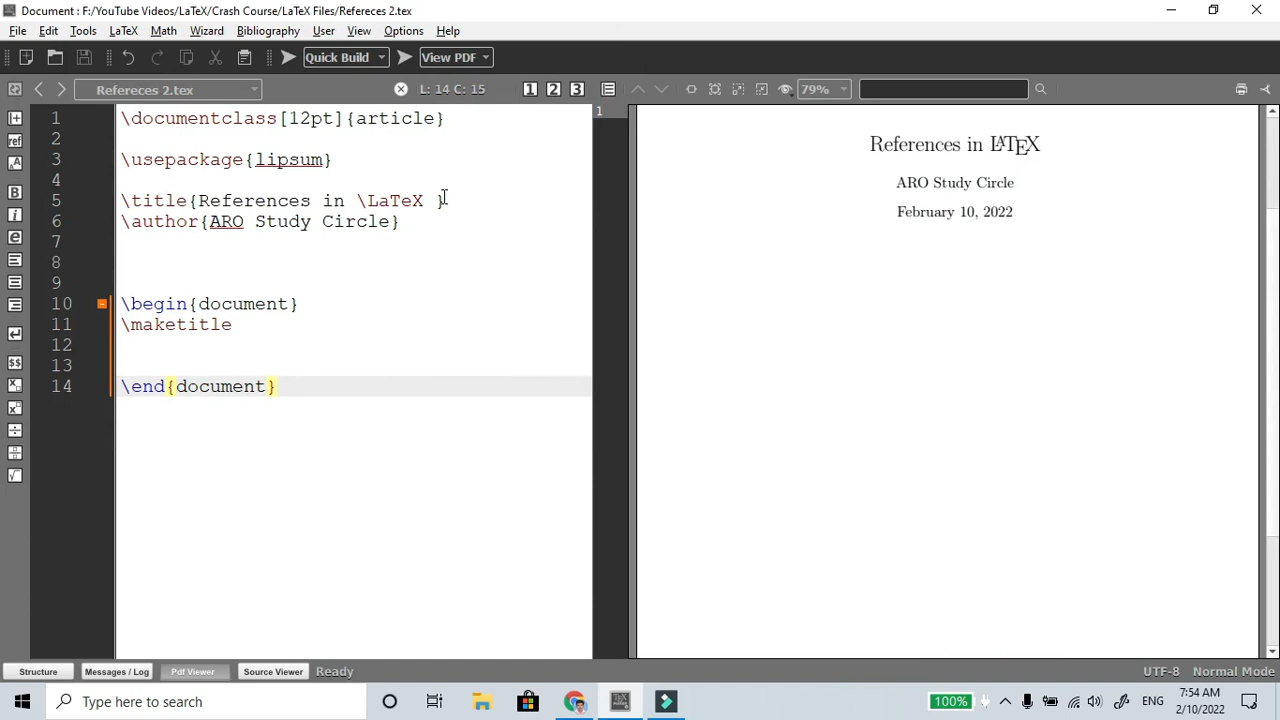 Document : F:/YouTube Videos/LaTeX/Crash Course/LaTeX Files/Refereces 2.tex
File Edit Tools LaTeX Math Wizard Bibliography User View Options Help
Quick Build View PDF
Refereces 2.tex L: 14 C: 15 1 2 3 79%
1 \documentclass[12pt]{article}
2
3 \usepackage{lipsum}
4
5 \title{References in \LaTeX }
6 \author{ARO Study Circle}
7
8
9
10 \begin{document}
11 \maketitle
12
13
14 \end{document}
1
References in LATEX
ARO Study Circle
February 10, 2022
Structure Messages / Log Pdf Viewer Source Viewer Ready UTF-8 Normal Mode
Type here to search 100% ENG 7:54 AM
2/10/2022